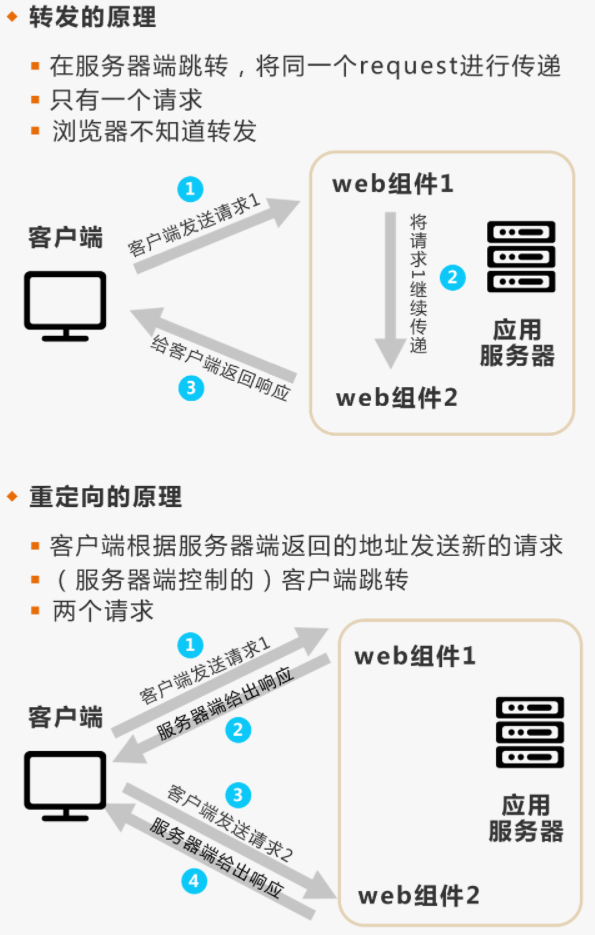 转发的原理
在服务器端跳转，将同一个request进行传递
只有一个请求
浏览器不知道转发
1
客户端发送请求1
web组件1
客户端
将请求1继续传递
2
应用
服务器
给客户端返回响应
3
web组件2
重定向的原理
客户端根据服务器端返回的地址发送新的请求
（服务器端控制的）客户端跳转
两个请求
1
客户端发送请求1
web组件1
服务器端给出响应
2
客户端
3
客户端发送请求2
服务器端给出响应
4
应用
服务器
web组件2